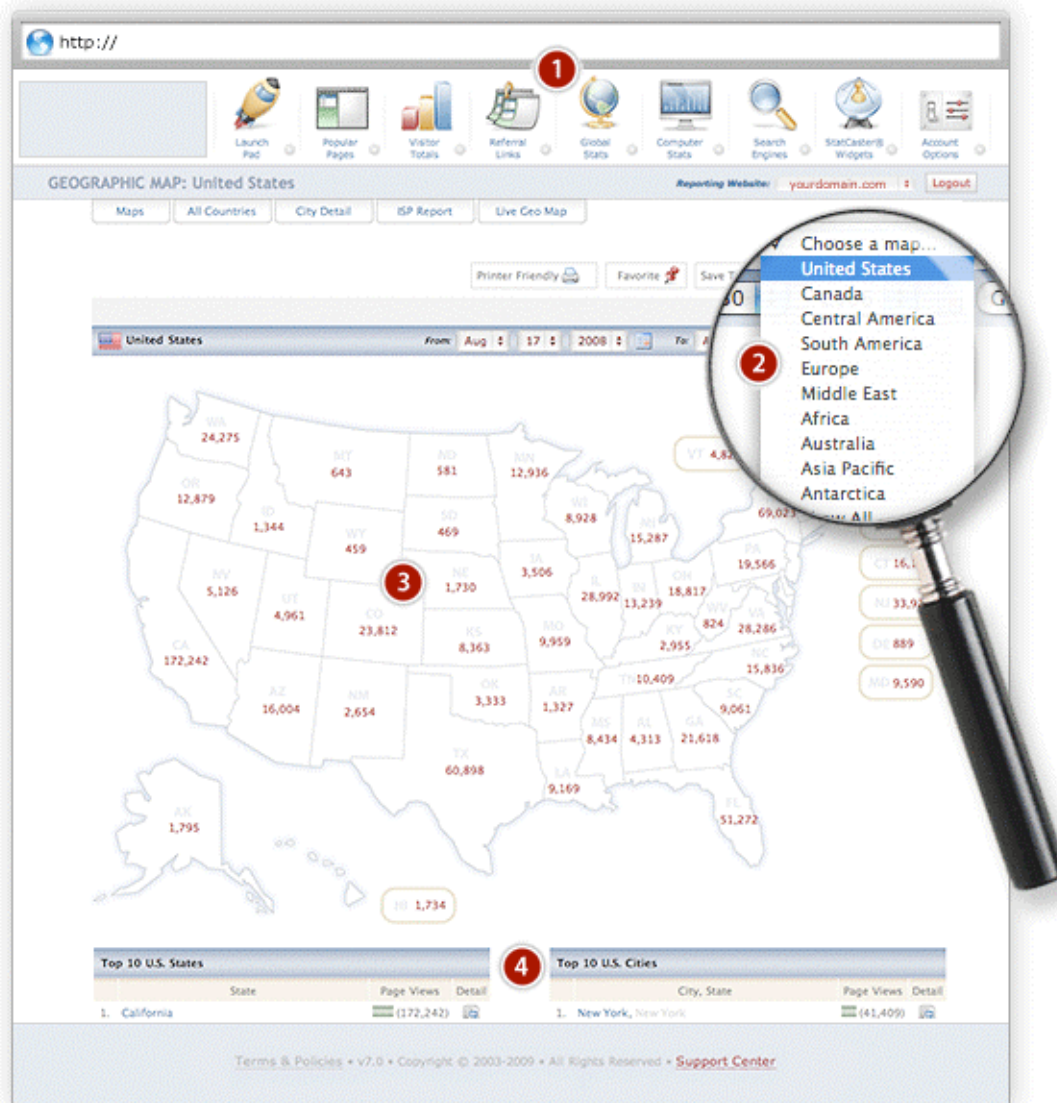 http://
1
Launch Pad
Popular Pages
Visitor Totals
Referral Links
Global Stats
Computer Stats
Search Engines
StatCaster® Widgets
Account Options
GEOGRAPHIC MAP: United States
Reporting Website: yourdomain.com
Logout
Maps
All Countries
City Detail
ISP Report
Live Geo Map
Printer Friendly
Favorite
Save
Choose a map...
United States
Canada
Central America
South America
Europe
Middle East
Africa
Australia
Asia Pacific
Antarctica
2
United States
From: Aug 17 2008
To:
WA
24,275
MT
643
ND
581
MN
12,936
VT
OR
12,879
ID
1,344
WY
459
SD
469
WI
8,928
MI
15,287
69,023
PA
19,566
CT
3
NV
5,126
UT
4,961
CO
23,812
NE
1,730
IA
3,506
IL
28,992
IN
13,239
OH
18,817
WV
824
VA
28,286
NJ
CA
172,242
KS
8,363
MO
9,959
KY
2,955
NC
15,836
DE 889
AZ
16,004
NM
2,654
OK
3,333
AR
1,327
TN 10,409
SC
9,061
MD 9,590
MS
8,434
AL
4,313
GA
21,618
TX
60,898
LA
9,169
FL
51,272
AK
1,795
HI 1,734
Top 10 U.S. States
4
Top 10 U.S. Cities
State Page Views Detail
City, State Page Views Detail
1. California (172,242)
1. New York, New York (41,409)
Terms & Policies • v7.0 • Copyright © 2003-2009 • All Rights Reserved • Support Center